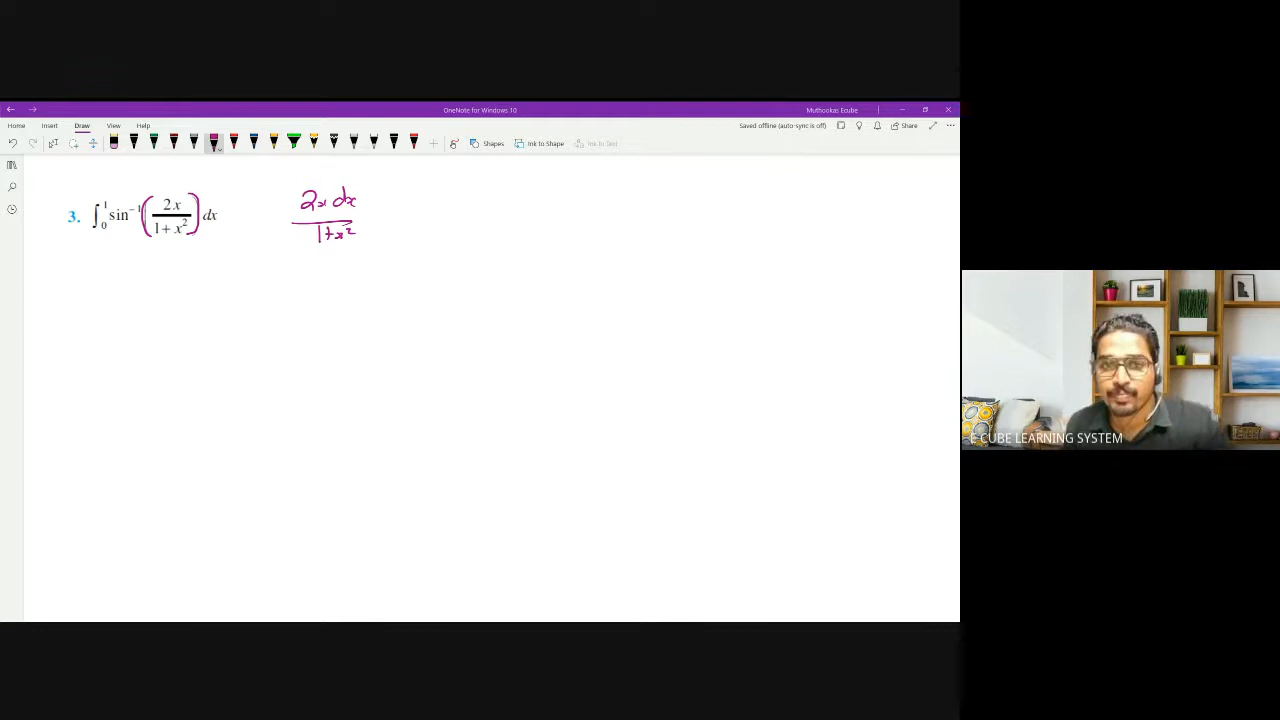 OneNote for Windows 10
Muthookas Ecube
Home Insert Draw View Help
Saved offline (auto-sync is off)
Share
Shapes
Ink to Shape
Ink to Text
3. ∫₀¹ sin⁻¹(2x / (1 + x²)) dx
2x dx / (1+x²)
E CUBE LEARNING SYSTEM